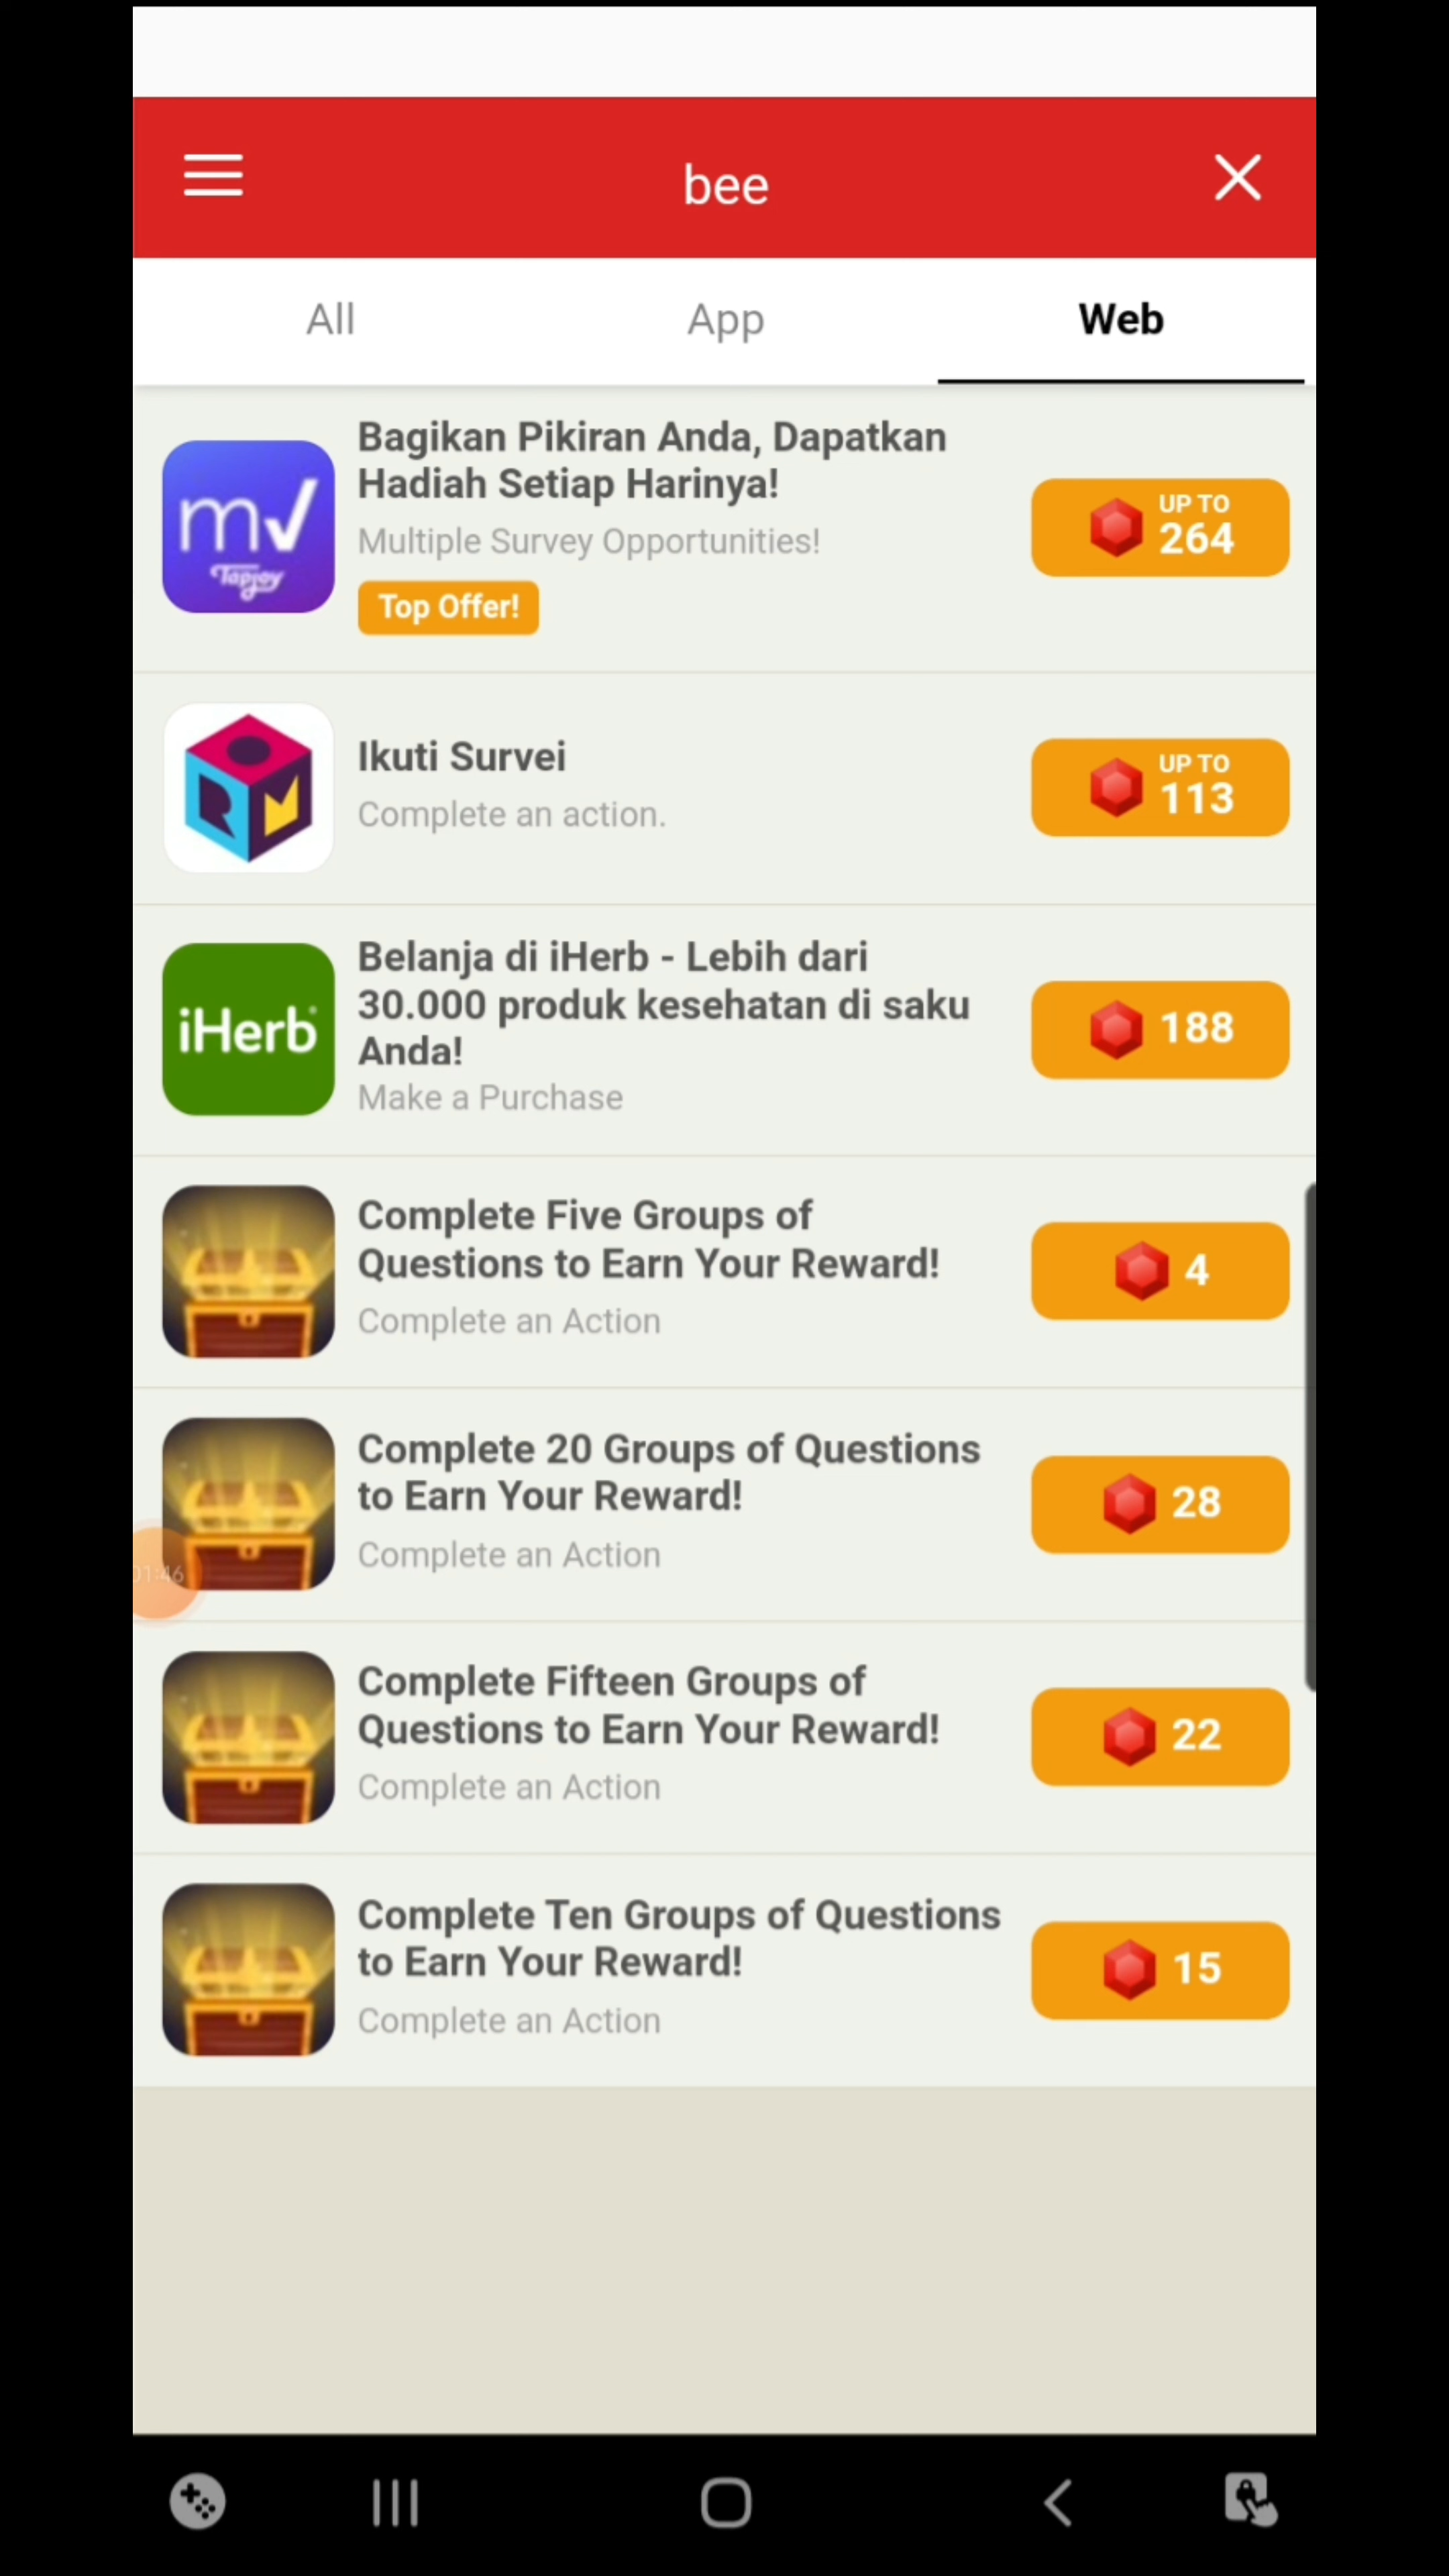 bee
All
App
Web
Bagikan Pikiran Anda, Dapatkan
Hadiah Setiap Harinya!
Multiple Survey Opportunities!
Top Offer!
m✓
Tapjoy
UP TO
264
Ikuti Survei
Complete an action.
R
M
UP TO
113
Belanja di iHerb - Lebih dari
30.000 produk kesehatan di saku
Anda!
Make a Purchase
iHerb
188
Complete Five Groups of
Questions to Earn Your Reward!
Complete an Action
4
Complete 20 Groups of Questions
to Earn Your Reward!
Complete an Action
28
01:46
Complete Fifteen Groups of
Questions to Earn Your Reward!
Complete an Action
22
Complete Ten Groups of Questions
to Earn Your Reward!
Complete an Action
15